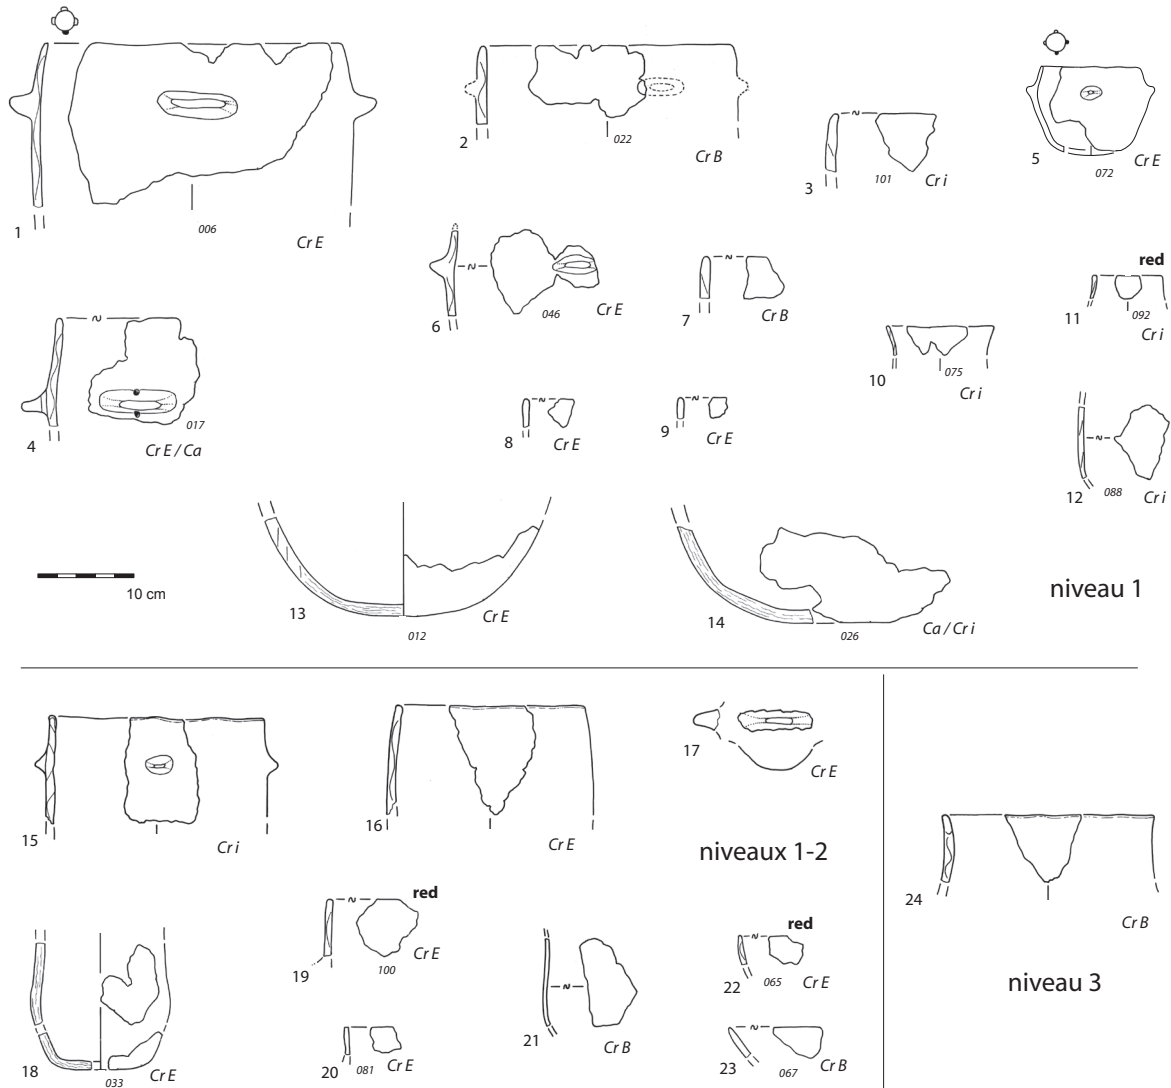 1
006
Cr E
2
022
Cr B
3
101
Cr i
5
072
Cr E
4
017
Cr E / Ca
6
046
Cr E
7
Cr B
8
Cr E
9
Cr E
10
075
Cr i
red
11
092
Cr i
12
088
Cr i
10 cm
13
012
Cr E
14
026
Ca / Cr i
niveau 1
15
Cr i
16
Cr E
17
Cr E
niveaux 1-2
18
033
Cr E
red
19
100
Cr E
20
081
Cr E
21
Cr B
red
22
065
Cr E
23
067
Cr B
24
Cr B
niveau 3